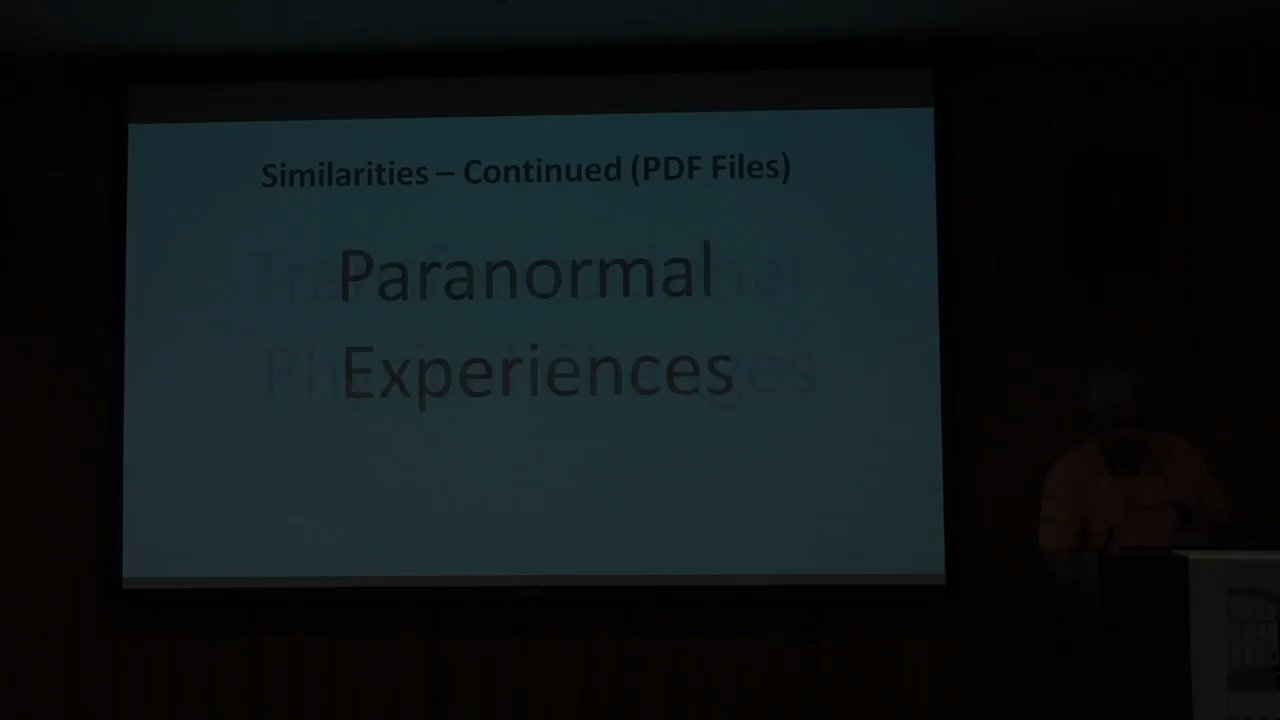 Similarities – Continued (PDF Files)
Paranormal
Experiences